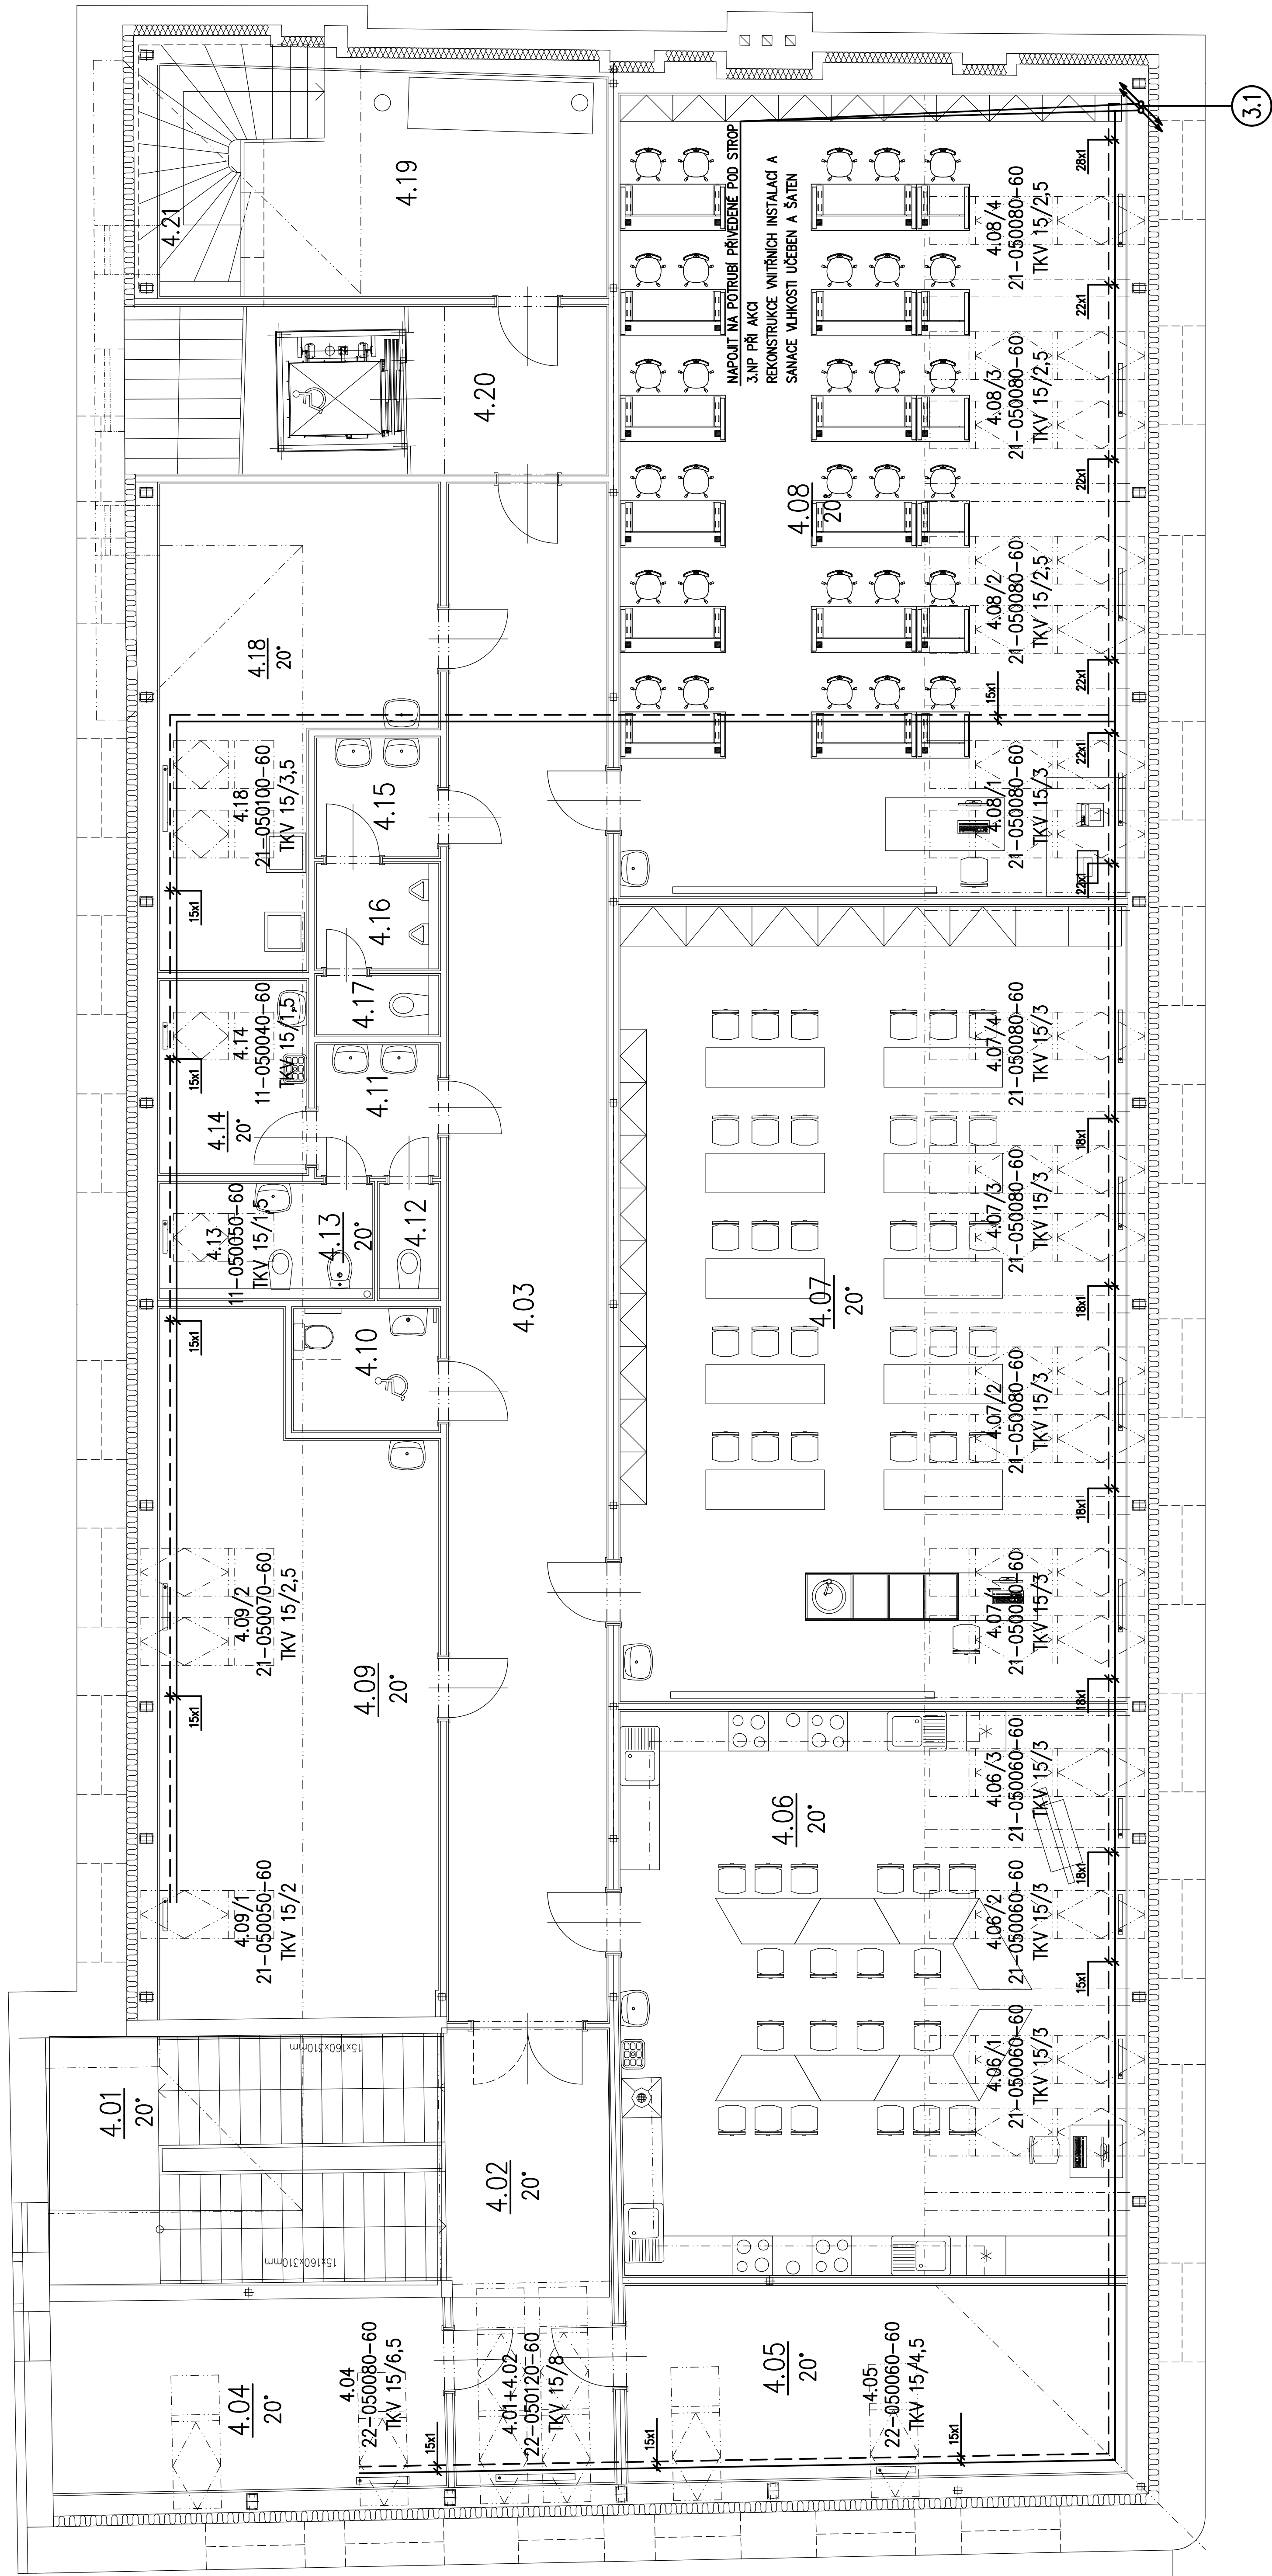 3.1
4.21
4.19
4.20
NAPOJIT NA POTRUBÍ PŘIVEDENÉ POD STROP
3.NP PŘI AKCI
REKONSTRUKCE VNITŘNÍCH INSTALACÍ A
SANACE VLHKOSTI UČEBEN A ŠATEN
28x1
4.08/4
21-050080-60
TKV 15/2,5
22x1
4.08/3
21-050080-60
TKV 15/2,5
22x1
4.08
20°
4.08/2
21-050080-60
TKV 15/2,5
22x1
15x1
22x1
4.08/1
21-050080-60
TKV 15/3
22x1
4.18
20°
4.18
21-050100-60
TKV 15/3,5
15x1
4.15
4.16
4.17
4.14
11-050040-60
TKV 15/1,5
15x1
4.14
20°
4.11
4.13
11-050050-60
TKV 15/1,5
4.13
20°
4.12
15x1
4.10
4.03
4.07/4
21-050080-60
TKV 15/3
18x1
4.07/3
21-050080-60
TKV 15/3
18x1
4.07
20°
4.07/2
21-050080-60
TKV 15/3
18x1
4.07/1
21-050080-60
TKV 15/3
18x1
4.09/2
21-050070-60
TKV 15/2,5
4.09
20°
15x1
4.09/1
21-050050-60
TKV 15/2
4.06
20°
4.06/3
21-050060-60
TKV 15/3
18x1
4.06/2
21-050060-60
TKV 15/3
15x1
4.06/1
21-050060-60
TKV 15/3
4.01
20°
15x160x310mm
15x160x310mm
4.02
20°
4.04
20°
4.04
22-050080-60
TKV 15/6,5
15x1
4.01+4.02
22-050120-60
TKV 15/8
15x1
4.05
20°
4.05
22-050060-60
TKV 15/4,5
15x1